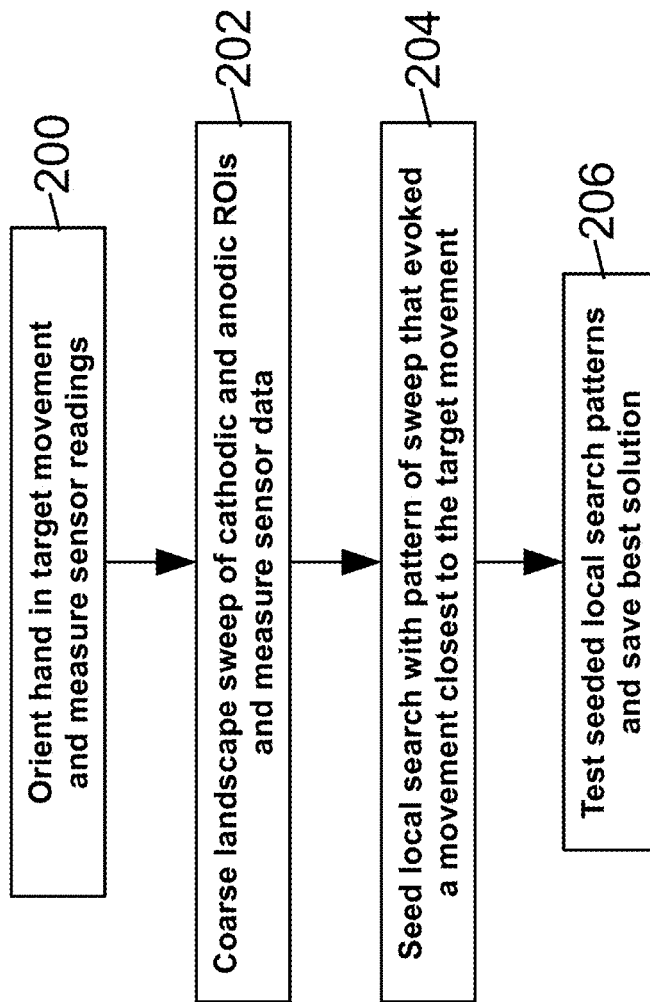 Orient hand in target movement
and measure sensor readings
200
Coarse landscape sweep of cathodic and anodic ROIs
and measure sensor data
202
Seed local search with pattern of sweep that evoked
a movement closest to the target movement
204
Test seeded local search patterns
and save best solution
206